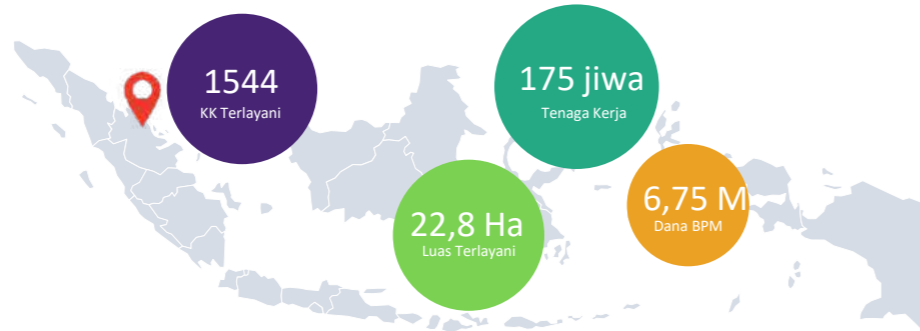 1544
KK Terlayani
175 jiwa
Tenaga Kerja
22,8 Ha
Luas Terlayani
6,75 M
Dana BPM